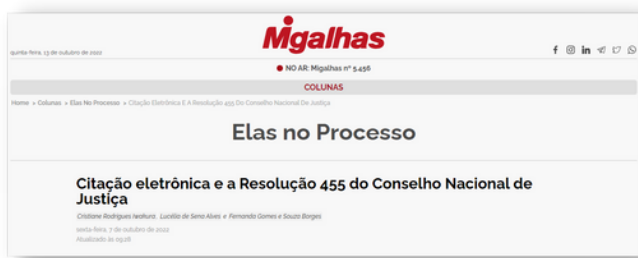 Migalhas
quinta-feira, 13 de outubro de 2022
NO AR: Migalhas nº 5.456
COLUNAS
Home > Colunas > Elas No Processo > Citação Eletrônica E A Resolução 455 Do Conselho Nacional De Justiça
Elas no Processo
Citação eletrônica e a Resolução 455 do Conselho Nacional de
Justiça
Cristiane Rodrigues Iwakura, Lucélia de Sena Alves e Fernanda Gomes e Souza Borges
sexta-feira, 7 de outubro de 2022
Atualizado às 09:28